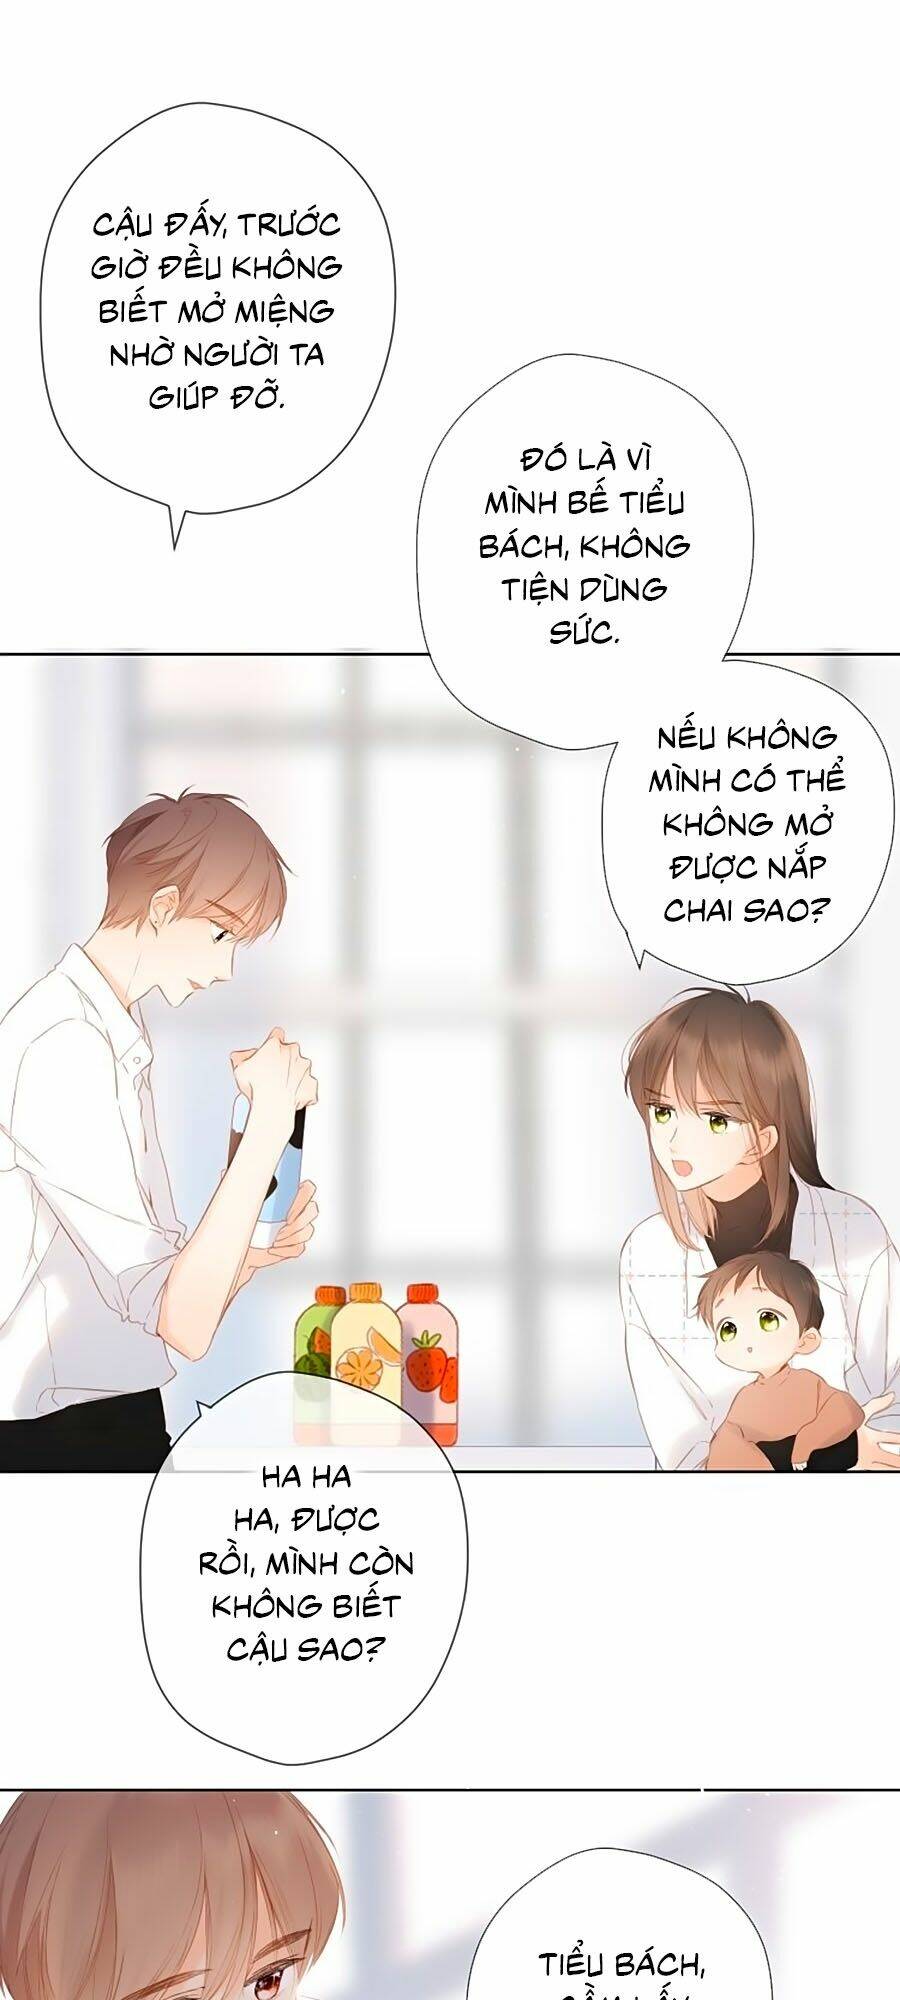 CẬU ĐẤY, TRƯỚC
GIỜ ĐỀU KHÔNG
BIẾT MỞ MIỆNG
NHỜ NGƯỜI TA
GIÚP ĐỠ.
ĐÓ LÀ VÌ
MÌNH BẾ TIỂU
BÁCH, KHÔNG
TIỆN DÙNG
SỨC.
NẾU KHÔNG
MÌNH CÓ THỂ
KHÔNG MỞ
ĐƯỢC NẮP
CHAI SAO?
HA HA
HA, ĐƯỢC
RỒI, MÌNH CÒN
KHÔNG BIẾT
CẬU SAO?
TIỂU BÁCH,